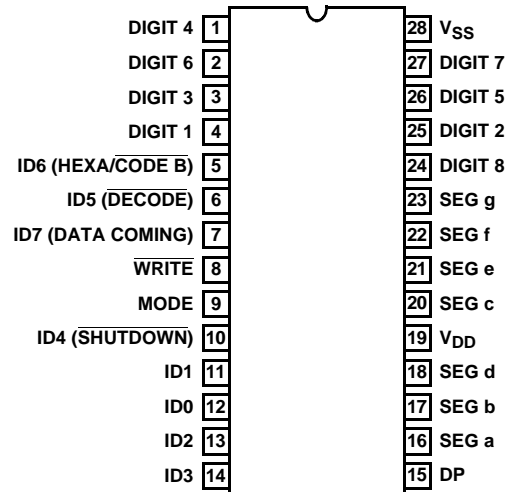 DIGIT 4 1 28 VSS
DIGIT 6 2 27 DIGIT 7
DIGIT 3 3 26 DIGIT 5
DIGIT 1 4 25 DIGIT 2
ID6 (HEXA/CODE B) 5 24 DIGIT 8
ID5 (DECODE) 6 23 SEG g
ID7 (DATA COMING) 7 22 SEG f
WRITE 8 21 SEG e
MODE 9 20 SEG c
ID4 (SHUTDOWN) 10 19 VDD
ID1 11 18 SEG d
ID0 12 17 SEG b
ID2 13 16 SEG a
ID3 14 15 DP